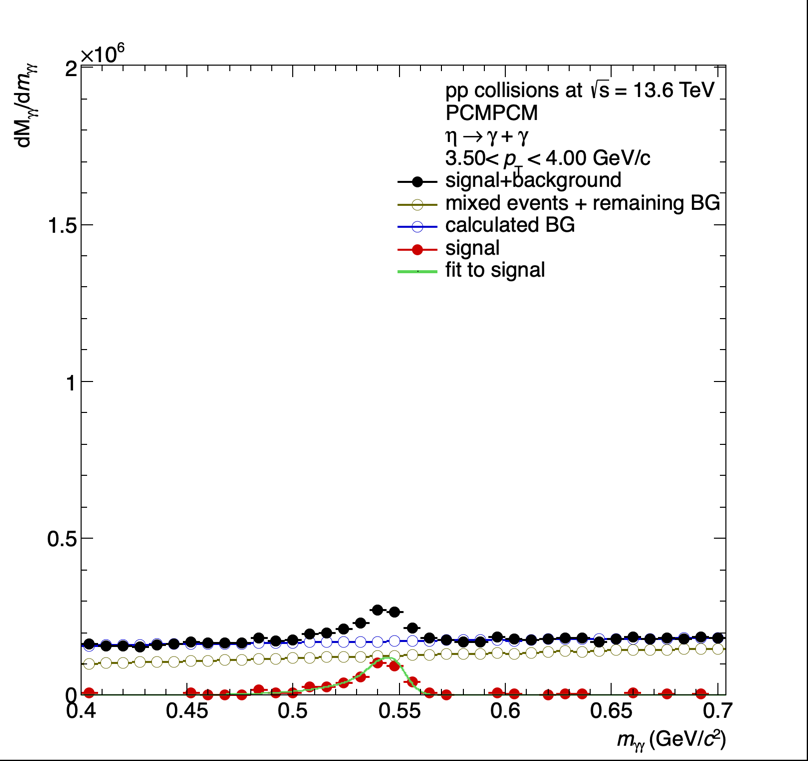 ×10⁶
dM_γγ/dm_γγ
2
1.5
1
0.5
0
pp collisions at √s = 13.6 TeV
PCMPCM
η → γ + γ
3.50< p_T < 4.00 GeV/c
signal+background
mixed events + remaining BG
calculated BG
signal
fit to signal
0.4 0.45 0.5 0.55 0.6 0.65 0.7
m_γγ (GeV/c²)